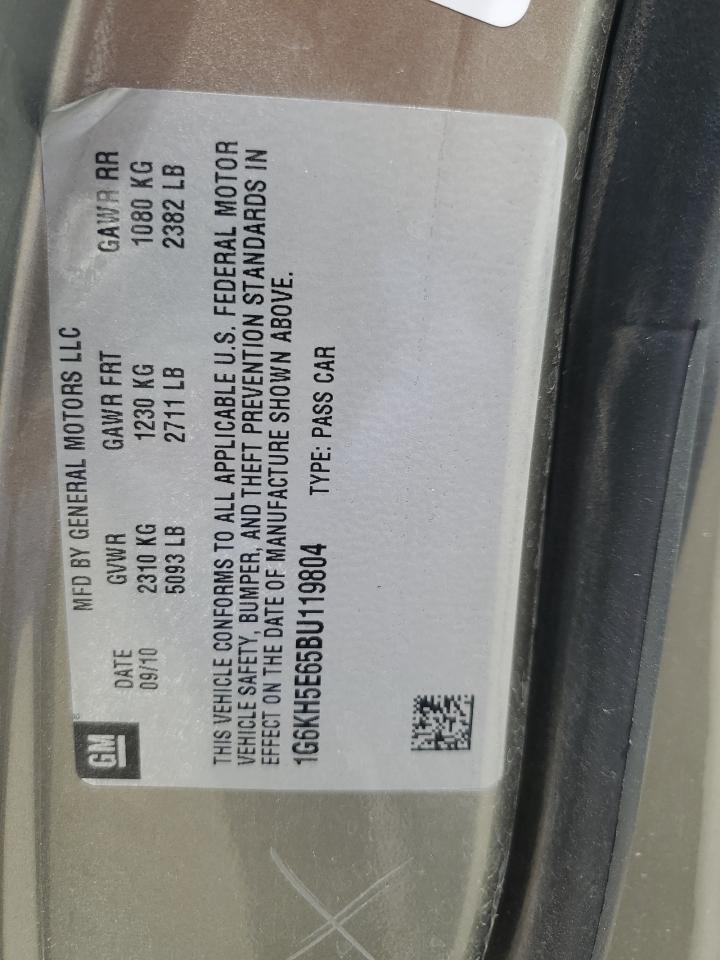 GM
MFD BY GENERAL MOTORS LLC
DATE GVWR GAWR FRT GAWR RR
09/10 2310 KG 1230 KG 1080 KG
5093 LB 2711 LB 2382 LB
THIS VEHICLE CONFORMS TO ALL APPLICABLE U.S. FEDERAL MOTOR
VEHICLE SAFETY, BUMPER, AND THEFT PREVENTION STANDARDS IN
EFFECT ON THE DATE OF MANUFACTURE SHOWN ABOVE.
1G6KH5E65BU119804 TYPE: PASS CAR